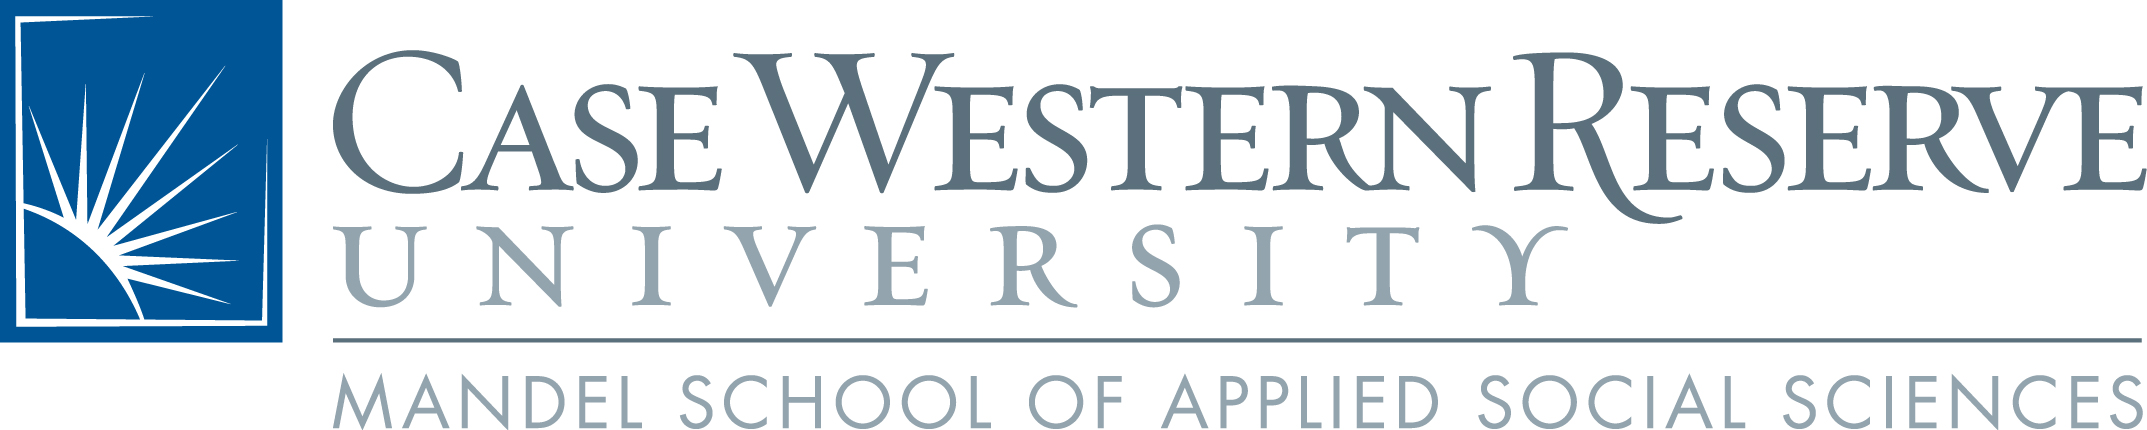 CASE WESTERN RESERVE
UNIVERSITY
MANDEL SCHOOL OF APPLIED SOCIAL SCIENCES